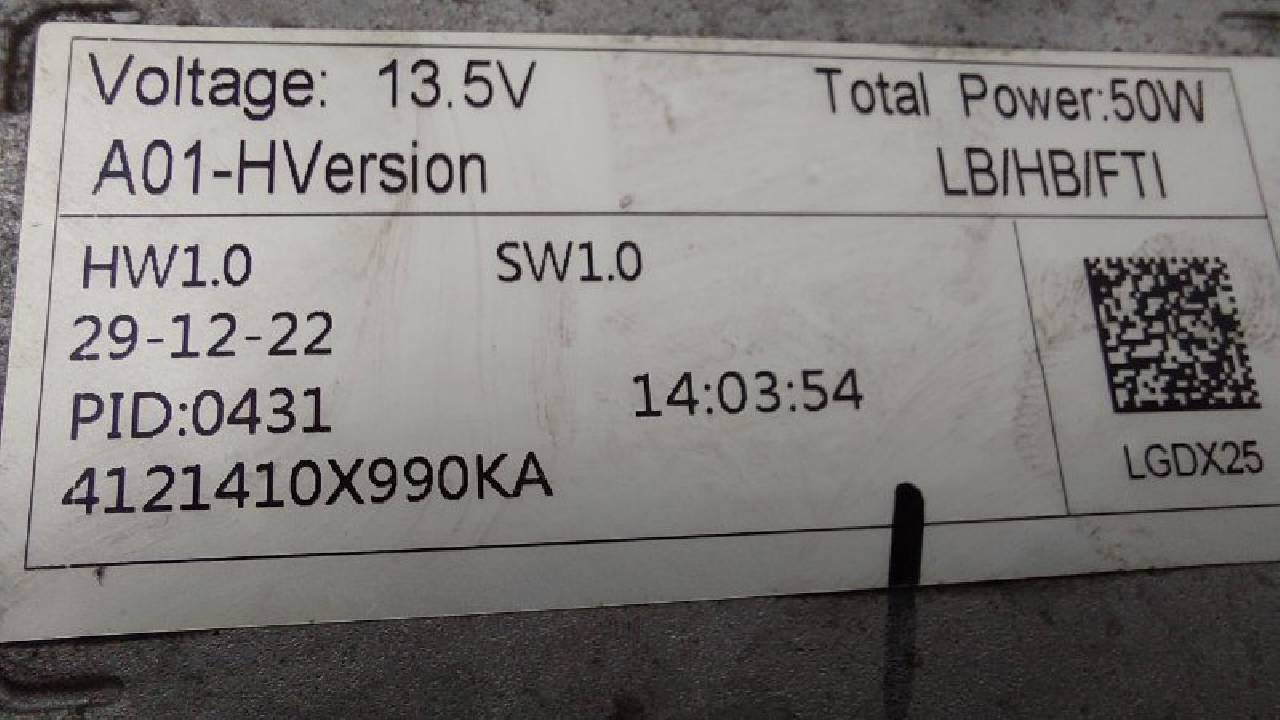 Voltage: 13.5V Total Power:50W
A01-HVersion LB/HB/FTI
HW1.0 SW1.0
29-12-22
PID:0431 14:03:54
4121410X990KA LGDX25